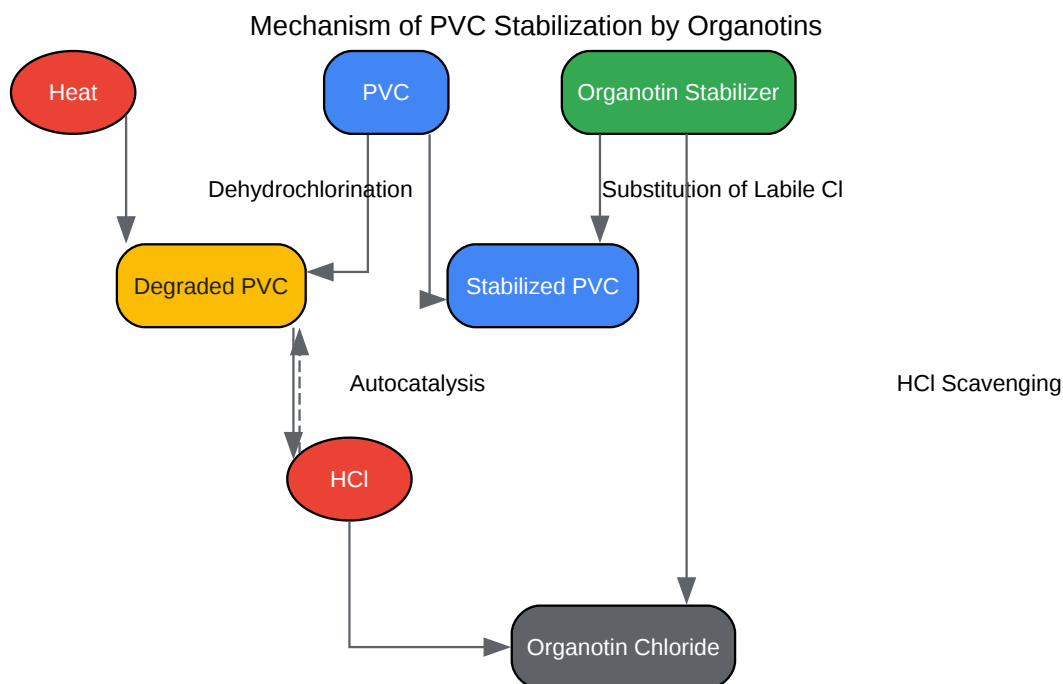 Mechanism of PVC Stabilization by Organotins
Heat
PVC
Organotin Stabilizer
Dehydrochlorination
Substitution of Labile Cl
Degraded PVC
Stabilized PVC
Autocatalysis
HCl Scavenging
HCl
Organotin Chloride